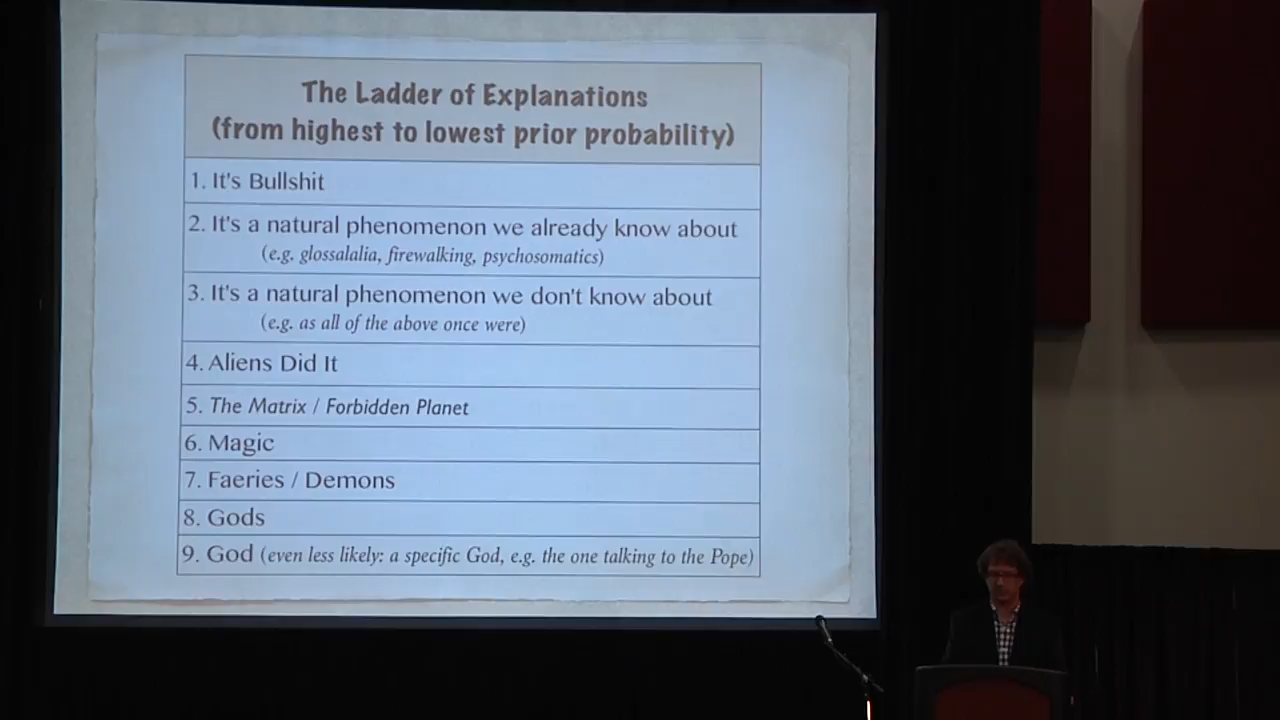 The Ladder of Explanations
(from highest to lowest prior probability)
1. It's Bullshit
2. It's a natural phenomenon we already know about
(e.g. glossalalia, firewalking, psychosomatics)
3. It's a natural phenomenon we don't know about
(e.g. as all of the above once were)
4. Aliens Did It
5. The Matrix / Forbidden Planet
6. Magic
7. Faeries / Demons
8. Gods
9. God (even less likely: a specific God, e.g. the one talking to the Pope)